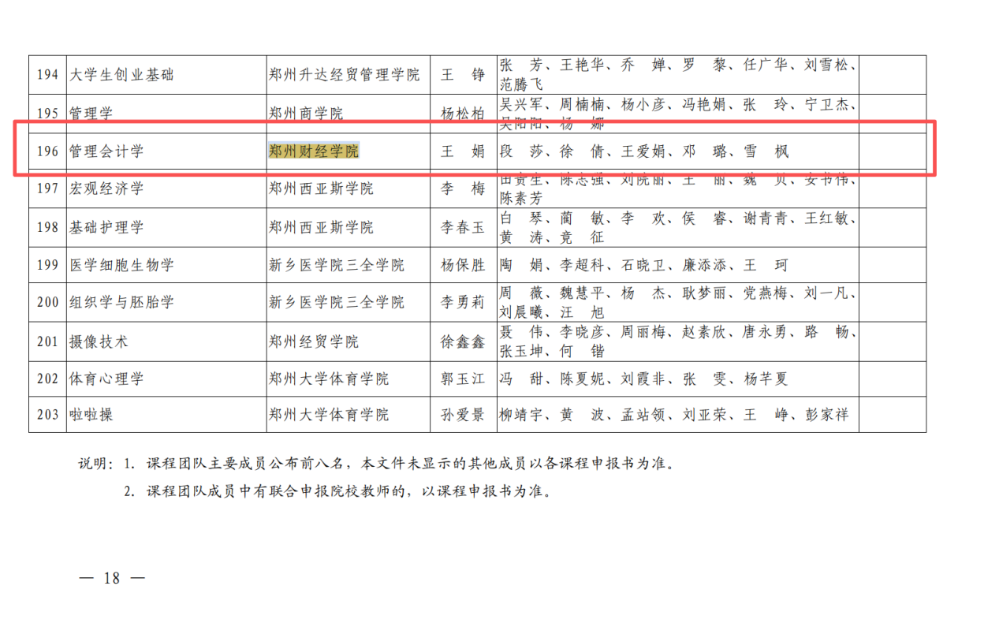 194 大学生创业基础 郑州升达经贸管理学院 王 铮 张 芳、王艳华、乔 婵、罗 黎、任广华、刘雪松、
范腾飞
195 管理学 郑州商学院 杨松柏 吴兴军、周楠楠、杨小彦、冯艳娟、张 玲、宁卫杰、
吴阳阳、杨 娜
196 管理会计学 郑州财经学院 王 娟 段 莎、徐 倩、王爱娟、邓 璐、雪 枫
197 宏观经济学 郑州西亚斯学院 李 梅 田贵生、陈志强、刘院丽、王 丽、魏 贝、安书伟、
陈素芳
198 基础护理学 郑州西亚斯学院 李春玉 白 琴、蔺 敏、李 欢、侯 睿、谢青青、王红敏、
黄 涛、竞 征
199 医学细胞生物学 新乡医学院三全学院 杨保胜 陶 娟、李超科、石晓卫、廉添添、王 珂
200 组织学与胚胎学 新乡医学院三全学院 李勇莉 周 薇、魏慧平、杨 杰、耿梦丽、党燕梅、刘一凡、
刘晨曦、汪 旭
201 摄像技术 郑州经贸学院 徐鑫鑫 聂 伟、李晓彦、周丽梅、赵素欣、唐永勇、路 畅、
张玉坤、何 锴
202 体育心理学 郑州大学体育学院 郭玉江 冯 甜、陈夏妮、刘霞非、张 雯、杨芊夏
203 啦啦操 郑州大学体育学院 孙爱景 柳靖宇、黄 波、孟站领、刘亚荣、王 峥、彭家祥
说明：1. 课程团队主要成员公布前八名，本文件未显示的其他成员以各课程申报书为准。
2. 课程团队成员中有联合申报院校教师的，以课程申报书为准。
— 18 —